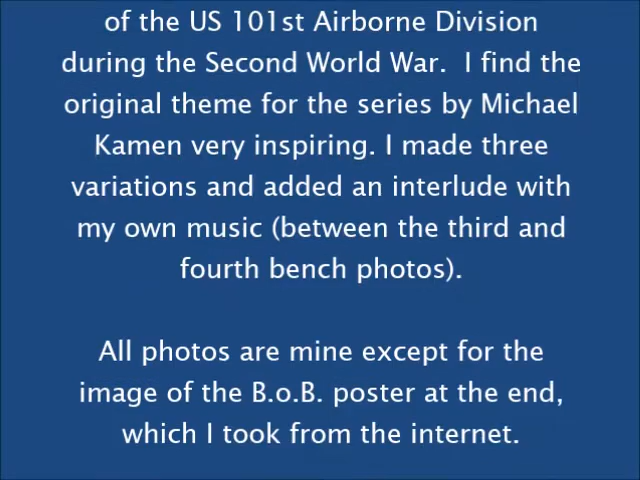 of the US 101st Airborne Division
during the Second World War.  I find the
original theme for the series by Michael
Kamen very inspiring. I made three
variations and added an interlude with
my own music (between the third and
fourth bench photos).
All photos are mine except for the
image of the B.o.B. poster at the end,
which I took from the internet.